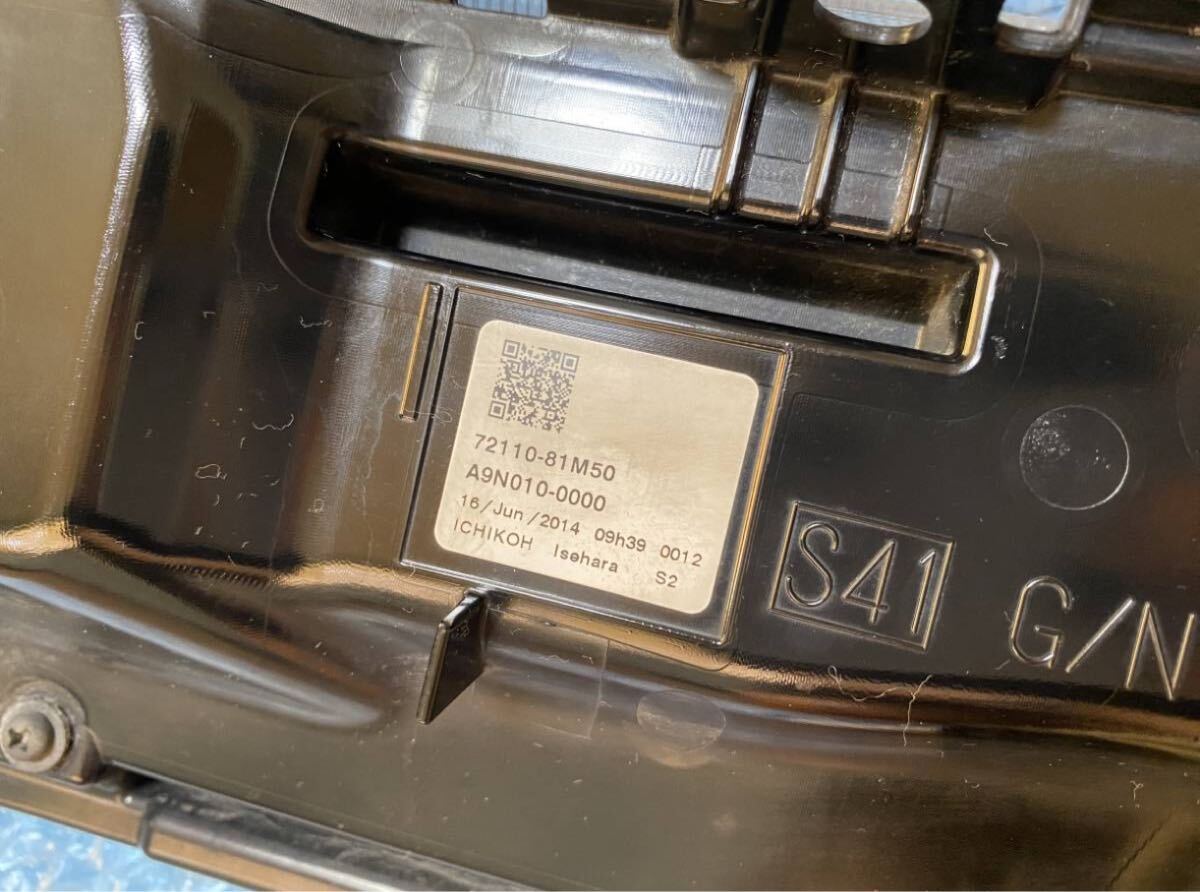 72110-81M50
A9N010-0000
16/Jun/2014 09h39 0012
ICHIKOH Isehara S2
S41 G/N